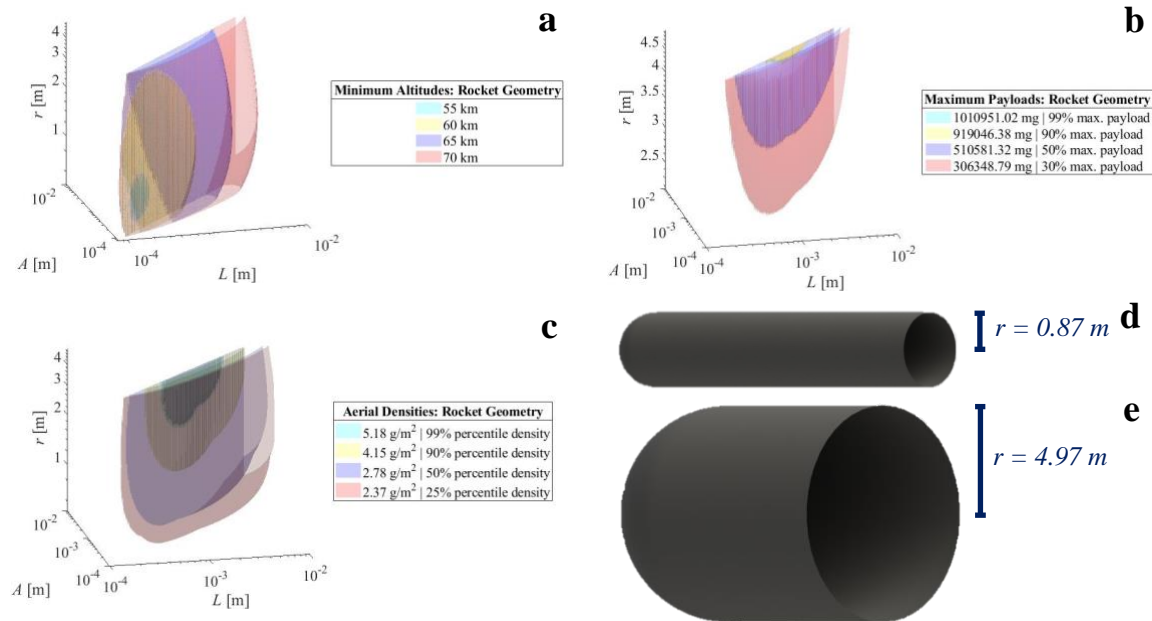 a
4
3
2
1
r [m]
10-2
10-4
A [m]
10-4
L [m]
10-2
Minimum Altitudes: Rocket Geometry
55 km
60 km
65 km
70 km
b
4.5
4
3.5
3
2.5
r [m]
10-2
10-3
10-4
A [m]
10-4
10-3
10-2
L [m]
Maximum Payloads: Rocket Geometry
1010951.02 mg | 99% max. payload
919046.38 mg | 90% max. payload
510581.32 mg | 50% max. payload
306348.79 mg | 30% max. payload
c
4
3
2
1
r [m]
10-2
10-3
10-4
A [m]
10-4
10-3
10-2
L [m]
Aerial Densities: Rocket Geometry
5.18 g/m2 | 99% percentile density
4.15 g/m2 | 90% percentile density
2.78 g/m2 | 50% percentile density
2.37 g/m2 | 25% percentile density
d
r = 0.87 m
e
r = 4.97 m